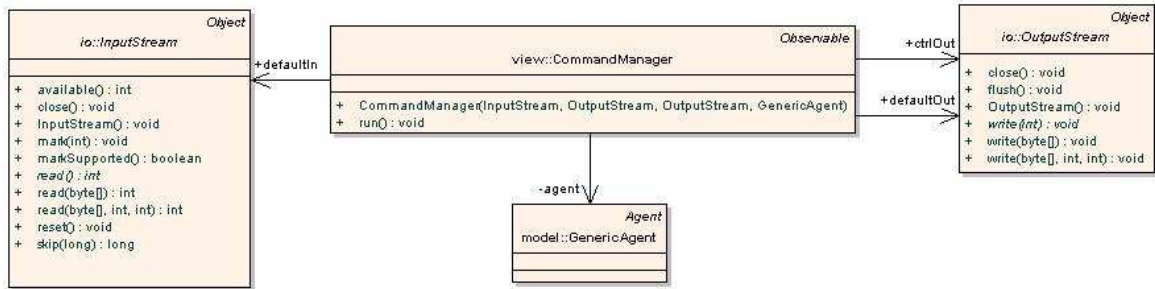 Object
io::InputStream
+ available() : int
+ close() : void
+ InputStream() : void
+ mark(int) : void
+ markSupported() : boolean
+ read() : int
+ read(byte[]) : int
+ read(byte[], int, int) : int
+ reset() : void
+ skip(long) : long
+defaultIn
Observable
view::CommandManager
+ CommandManager(InputStream, OutputStream, OutputStream, GenericAgent)
+ run() : void
+ctrlOut
+defaultOut
-agent
Agent
model::GenericAgent
Object
io::OutputStream
+ close() : void
+ flush() : void
+ OutputStream() : void
+ write(int) : void
+ write(byte[]) : void
+ write(byte[], int, int) : void